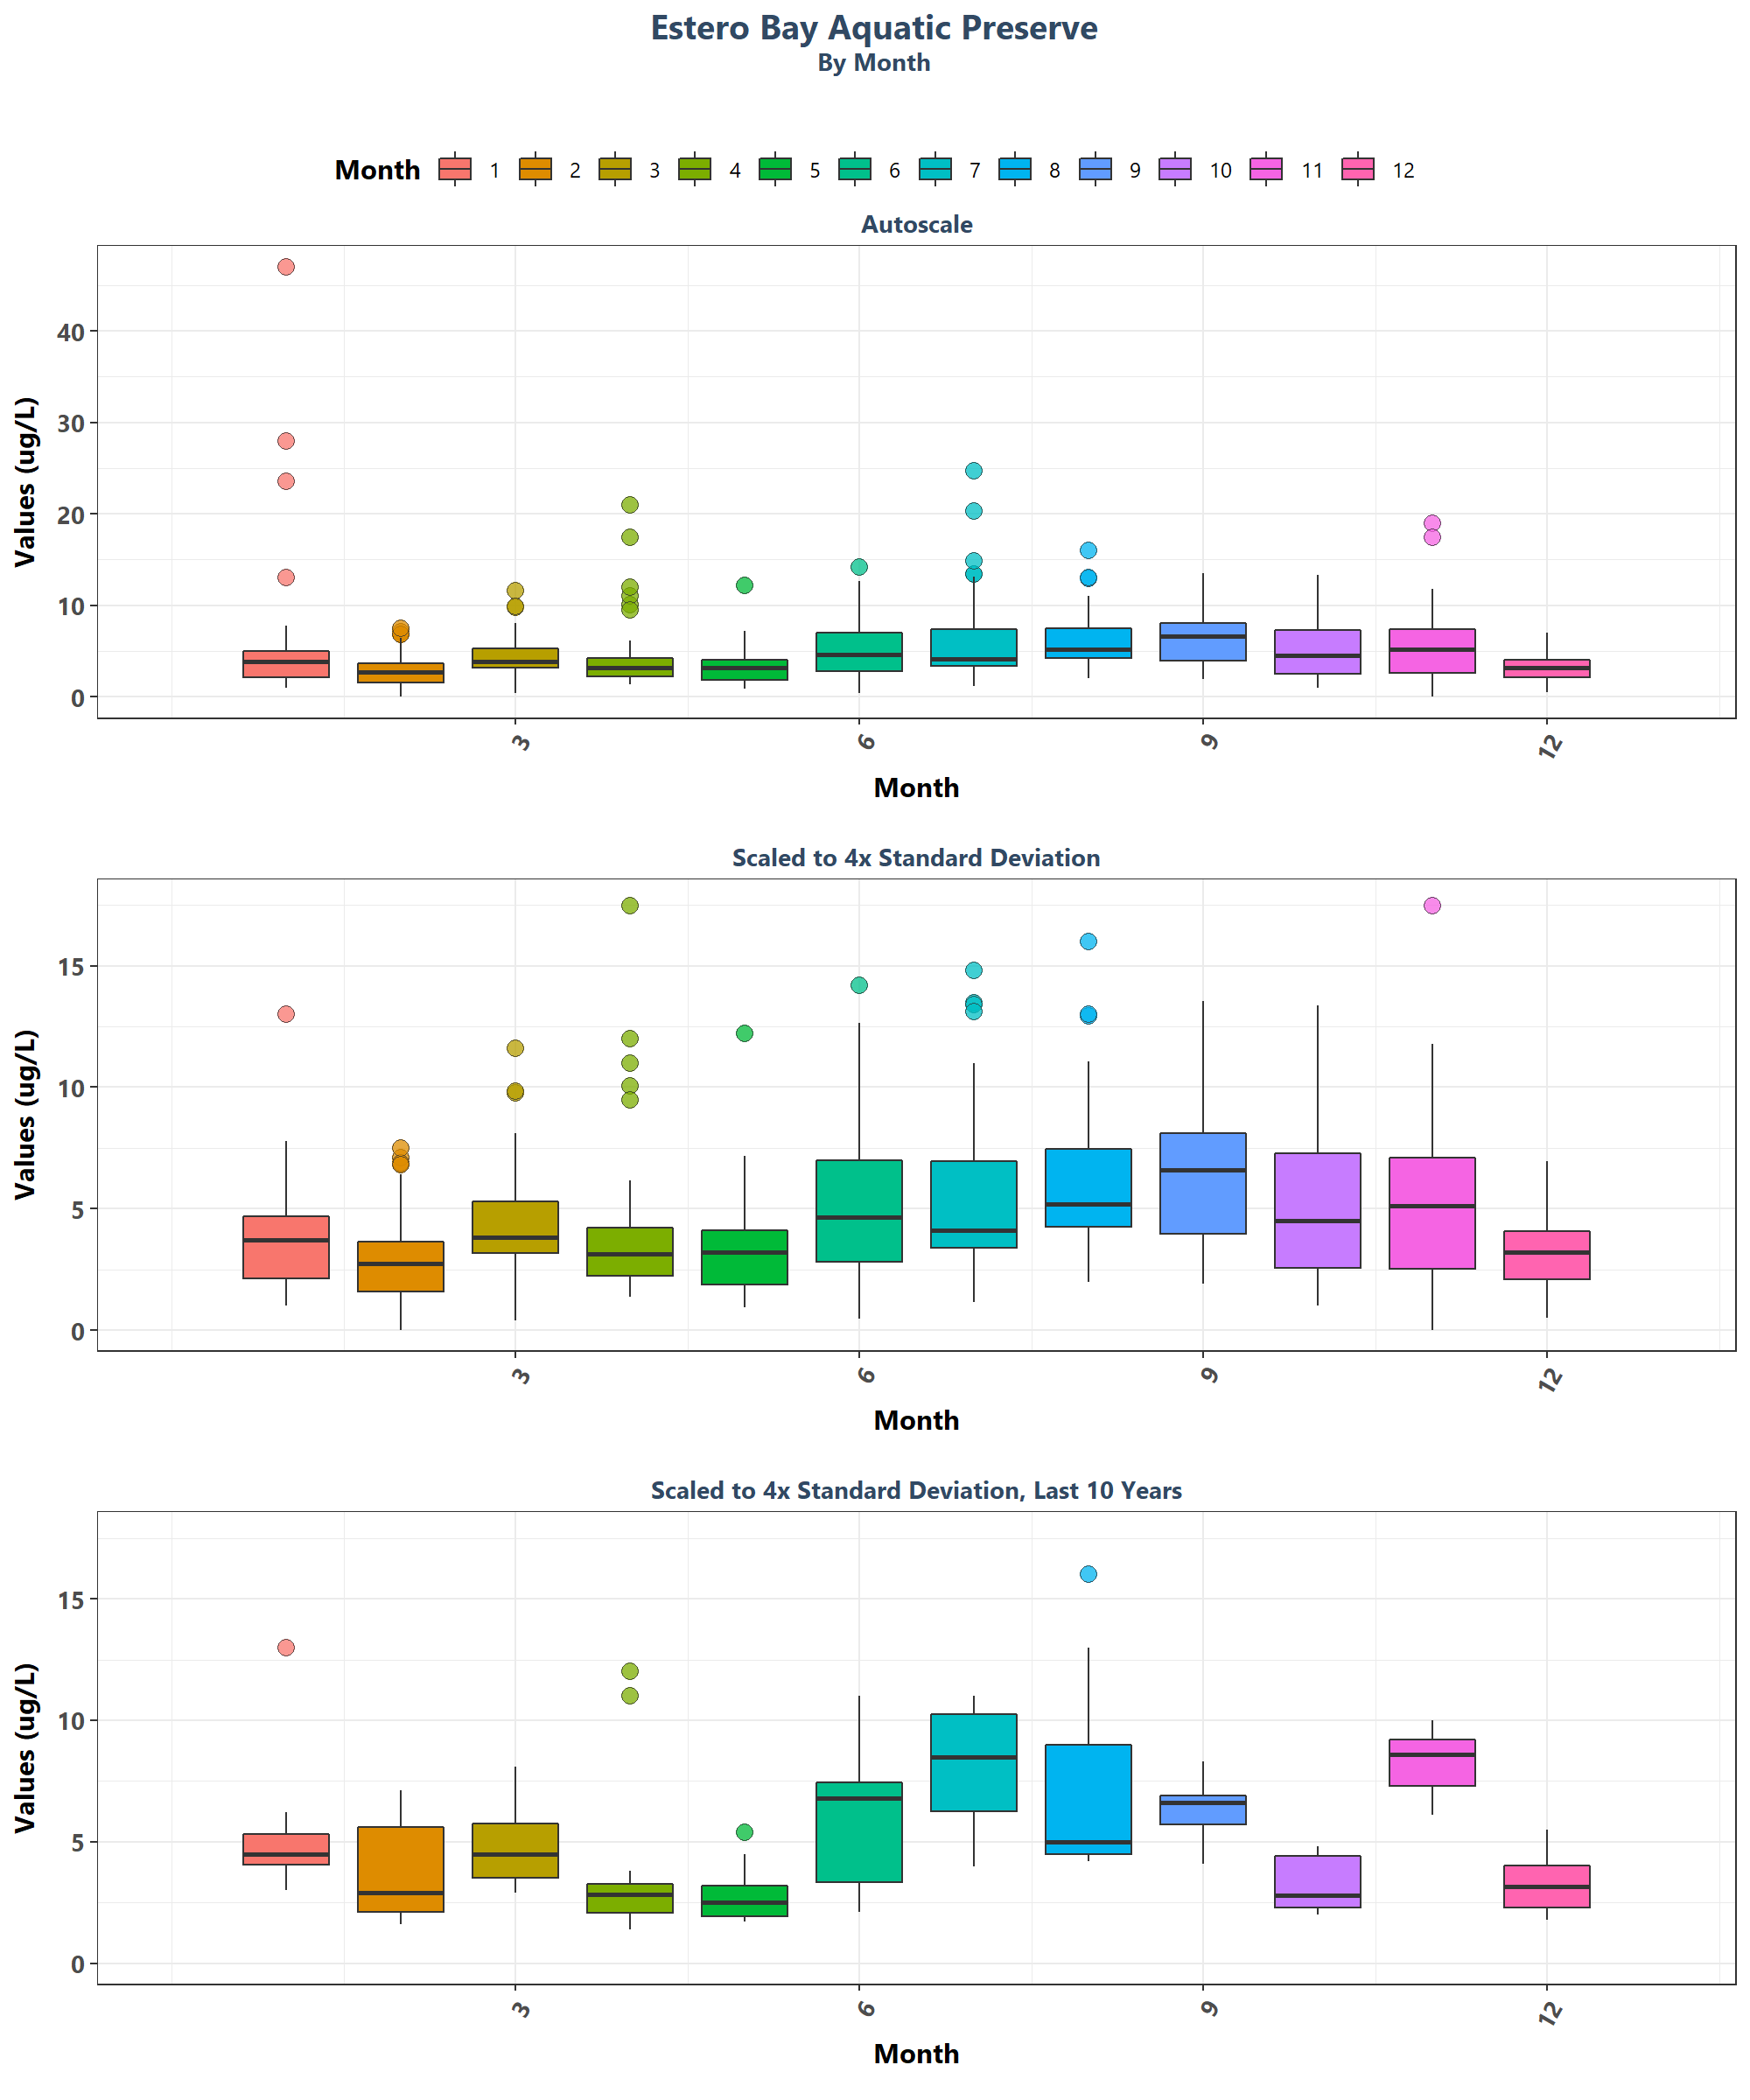 Estero Bay Aquatic Preserve
By Month
Month 1 2 3 4 5 6 7 8 9 10 11 12
Autoscale
Values (ug/L)
40
30
20
10
0
3 6 9 12
Month
Scaled to 4x Standard Deviation
Values (ug/L)
15
10
5
0
3 6 9 12
Month
Scaled to 4x Standard Deviation, Last 10 Years
Values (ug/L)
15
10
5
0
3 6 9 12
Month